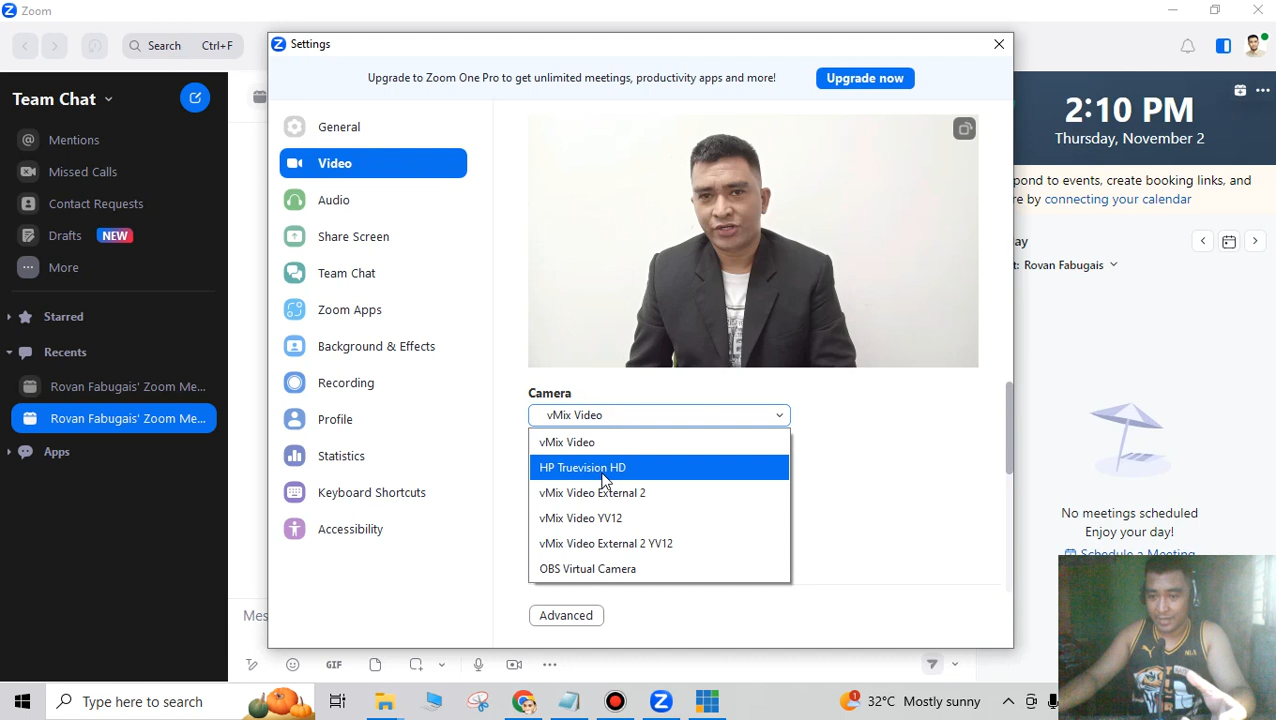 Zoom
Search Ctrl+F
Settings
Upgrade to Zoom One Pro to get unlimited meetings, productivity apps and more!
Upgrade now
Team Chat
Mentions
Missed Calls
Contact Requests
Drafts NEW
More
Starred
Recents
Rovan Fabugais' Zoom Me...
Rovan Fabugais' Zoom Me...
Apps
General
Video
Audio
Share Screen
Team Chat
Zoom Apps
Background & Effects
Recording
Profile
Statistics
Keyboard Shortcuts
Accessibility
Camera
vMix Video
vMix Video
HP Truevision HD
vMix Video External 2
vMix Video YV12
vMix Video External 2 YV12
OBS Virtual Camera
Advanced
2:10 PM
Thursday, November 2
pond to events, create booking links, and
re by connecting your calendar
ay
t: Rovan Fabugais
No meetings scheduled
Enjoy your day!
Schedule a Meeting
Mes
GIF
Type here to search
32°C Mostly sunny